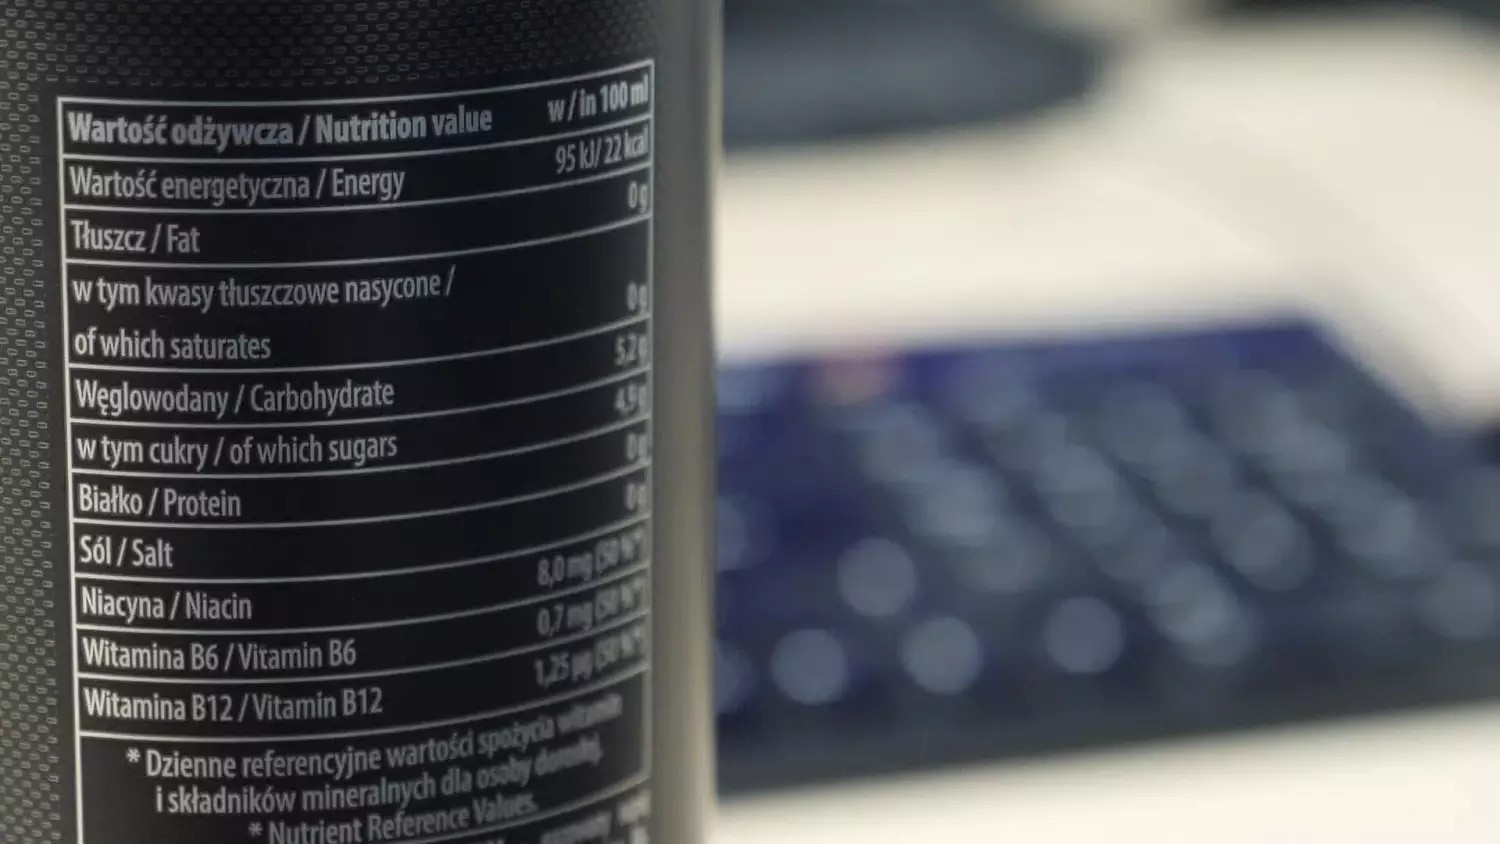 Wartość odżywcza / Nutrition value w / in 100 ml
Wartość energetyczna / Energy 95 kJ/ 22 kcal
Tłuszcz / Fat 0 g
w tym kwasy tłuszczowe nasycone /
of which saturates 0 g
Węglowodany / Carbohydrate 5,2 g
w tym cukry / of which sugars 4,9 g
Białko / Protein 0 g
Sól / Salt 0 g
Niacyna / Niacin 8,0 mg (50 %*)
Witamina B6 / Vitamin B6 0,7 mg (50 %*)
Witamina B12 / Vitamin B12 1,25 µg (50 %*)
* Dzienne referencyjne wartości spożycia witamin
i składników mineralnych dla osoby dorosłej.
* Nutrient Reference Values.